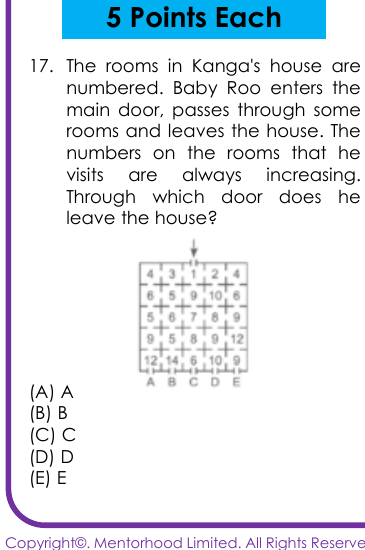 5 Points Each
17. The rooms in Kanga's house are
numbered. Baby Roo enters the
main door, passes through some
rooms and leaves the house. The
numbers on the rooms that he
visits are always increasing.
Through which door does he
leave the house?
4 3 1 2 4
6 5 9 10 6
5 6 7 8 9
9 5 8 9 12
12 14 6 10 9
A B C D E
(A) A
(B) B
(C) C
(D) D
(E) E
Copyright©. Mentorhood Limited. All Rights Reserve